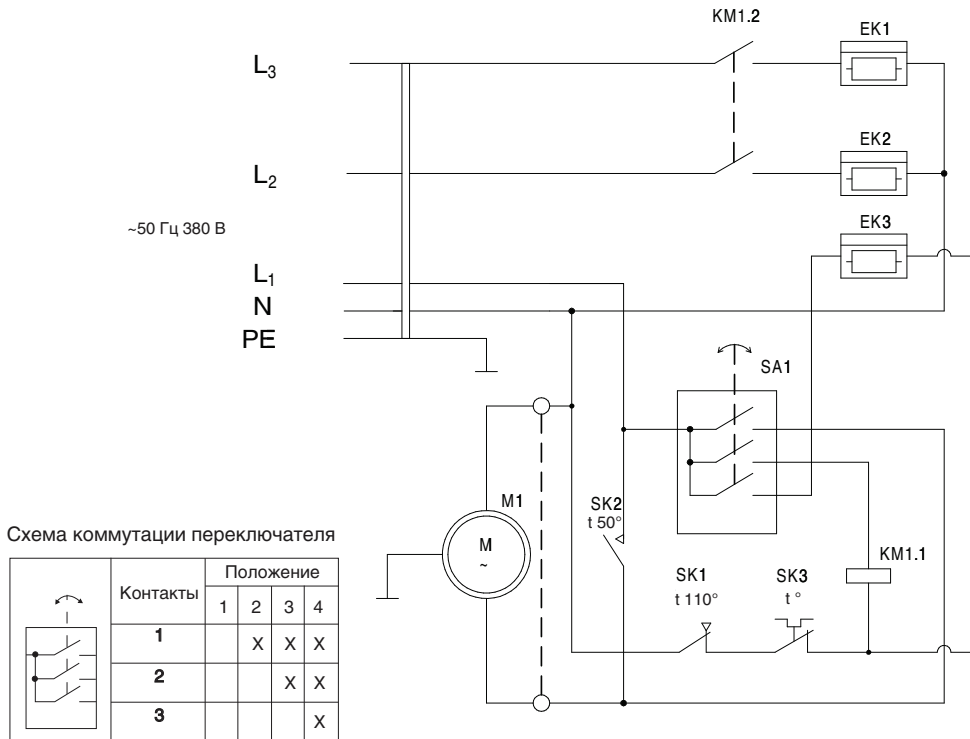 KM1.2
EK1
L3
EK2
L2
EK3
~50 Гц 380 В
L1
N
PE
SA1
M1
SK2
t 50°
M
~
KM1.1
SK1
t 110°
SK3
t °
Схема коммутации переключателя
Контакты
Положение
1 2 3 4
1 X X X
2 X X
3 X